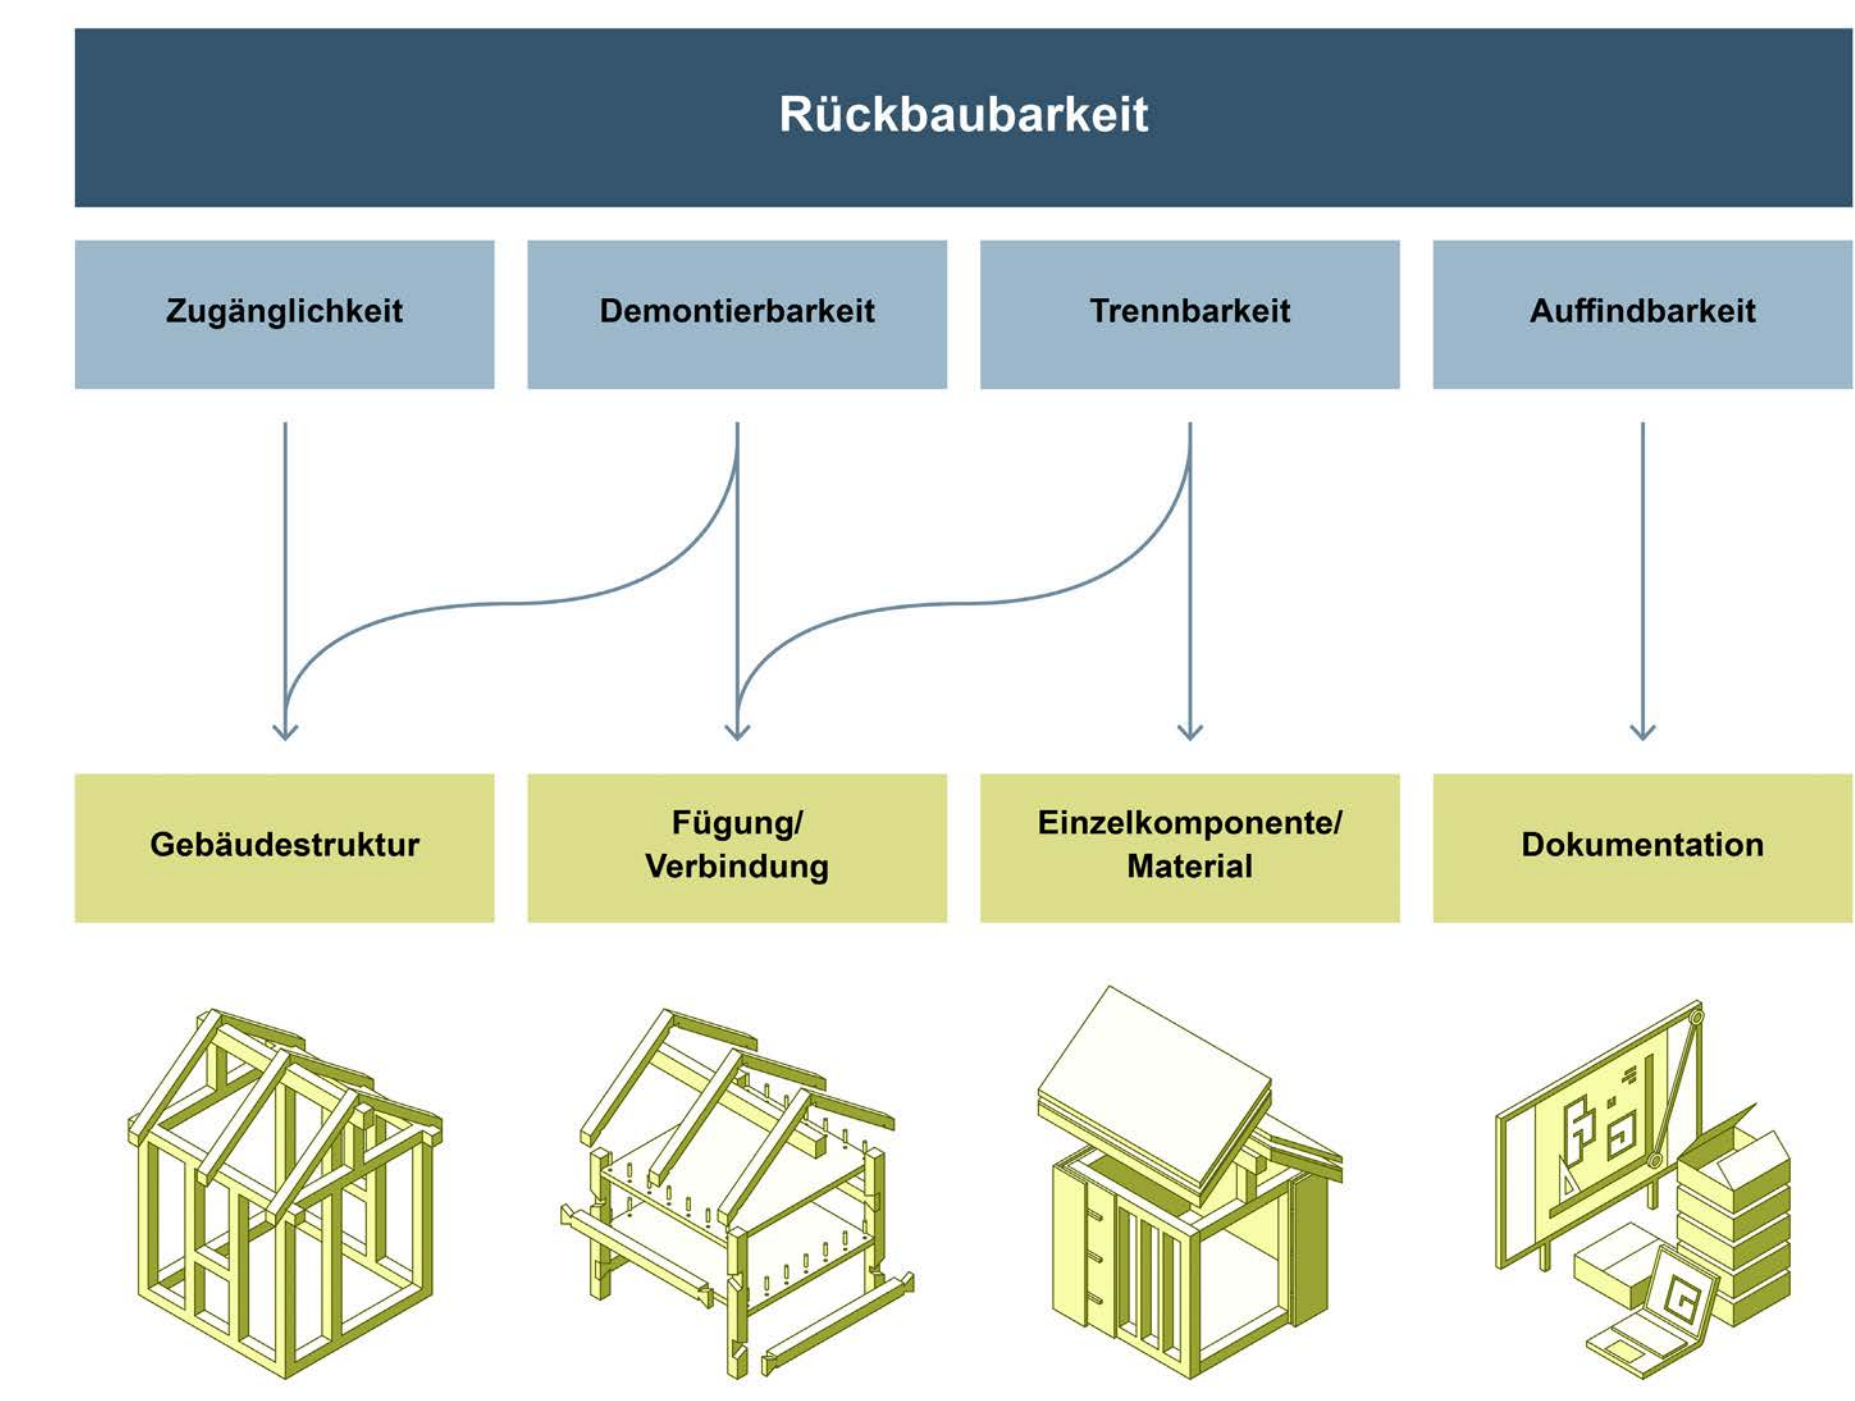 Rückbaubarkeit
Zugänglichkeit
Demontierbarkeit
Trennbarkeit
Auffindbarkeit
Gebäudestruktur
Fügung/
Verbindung
Einzelkomponente/
Material
Dokumentation